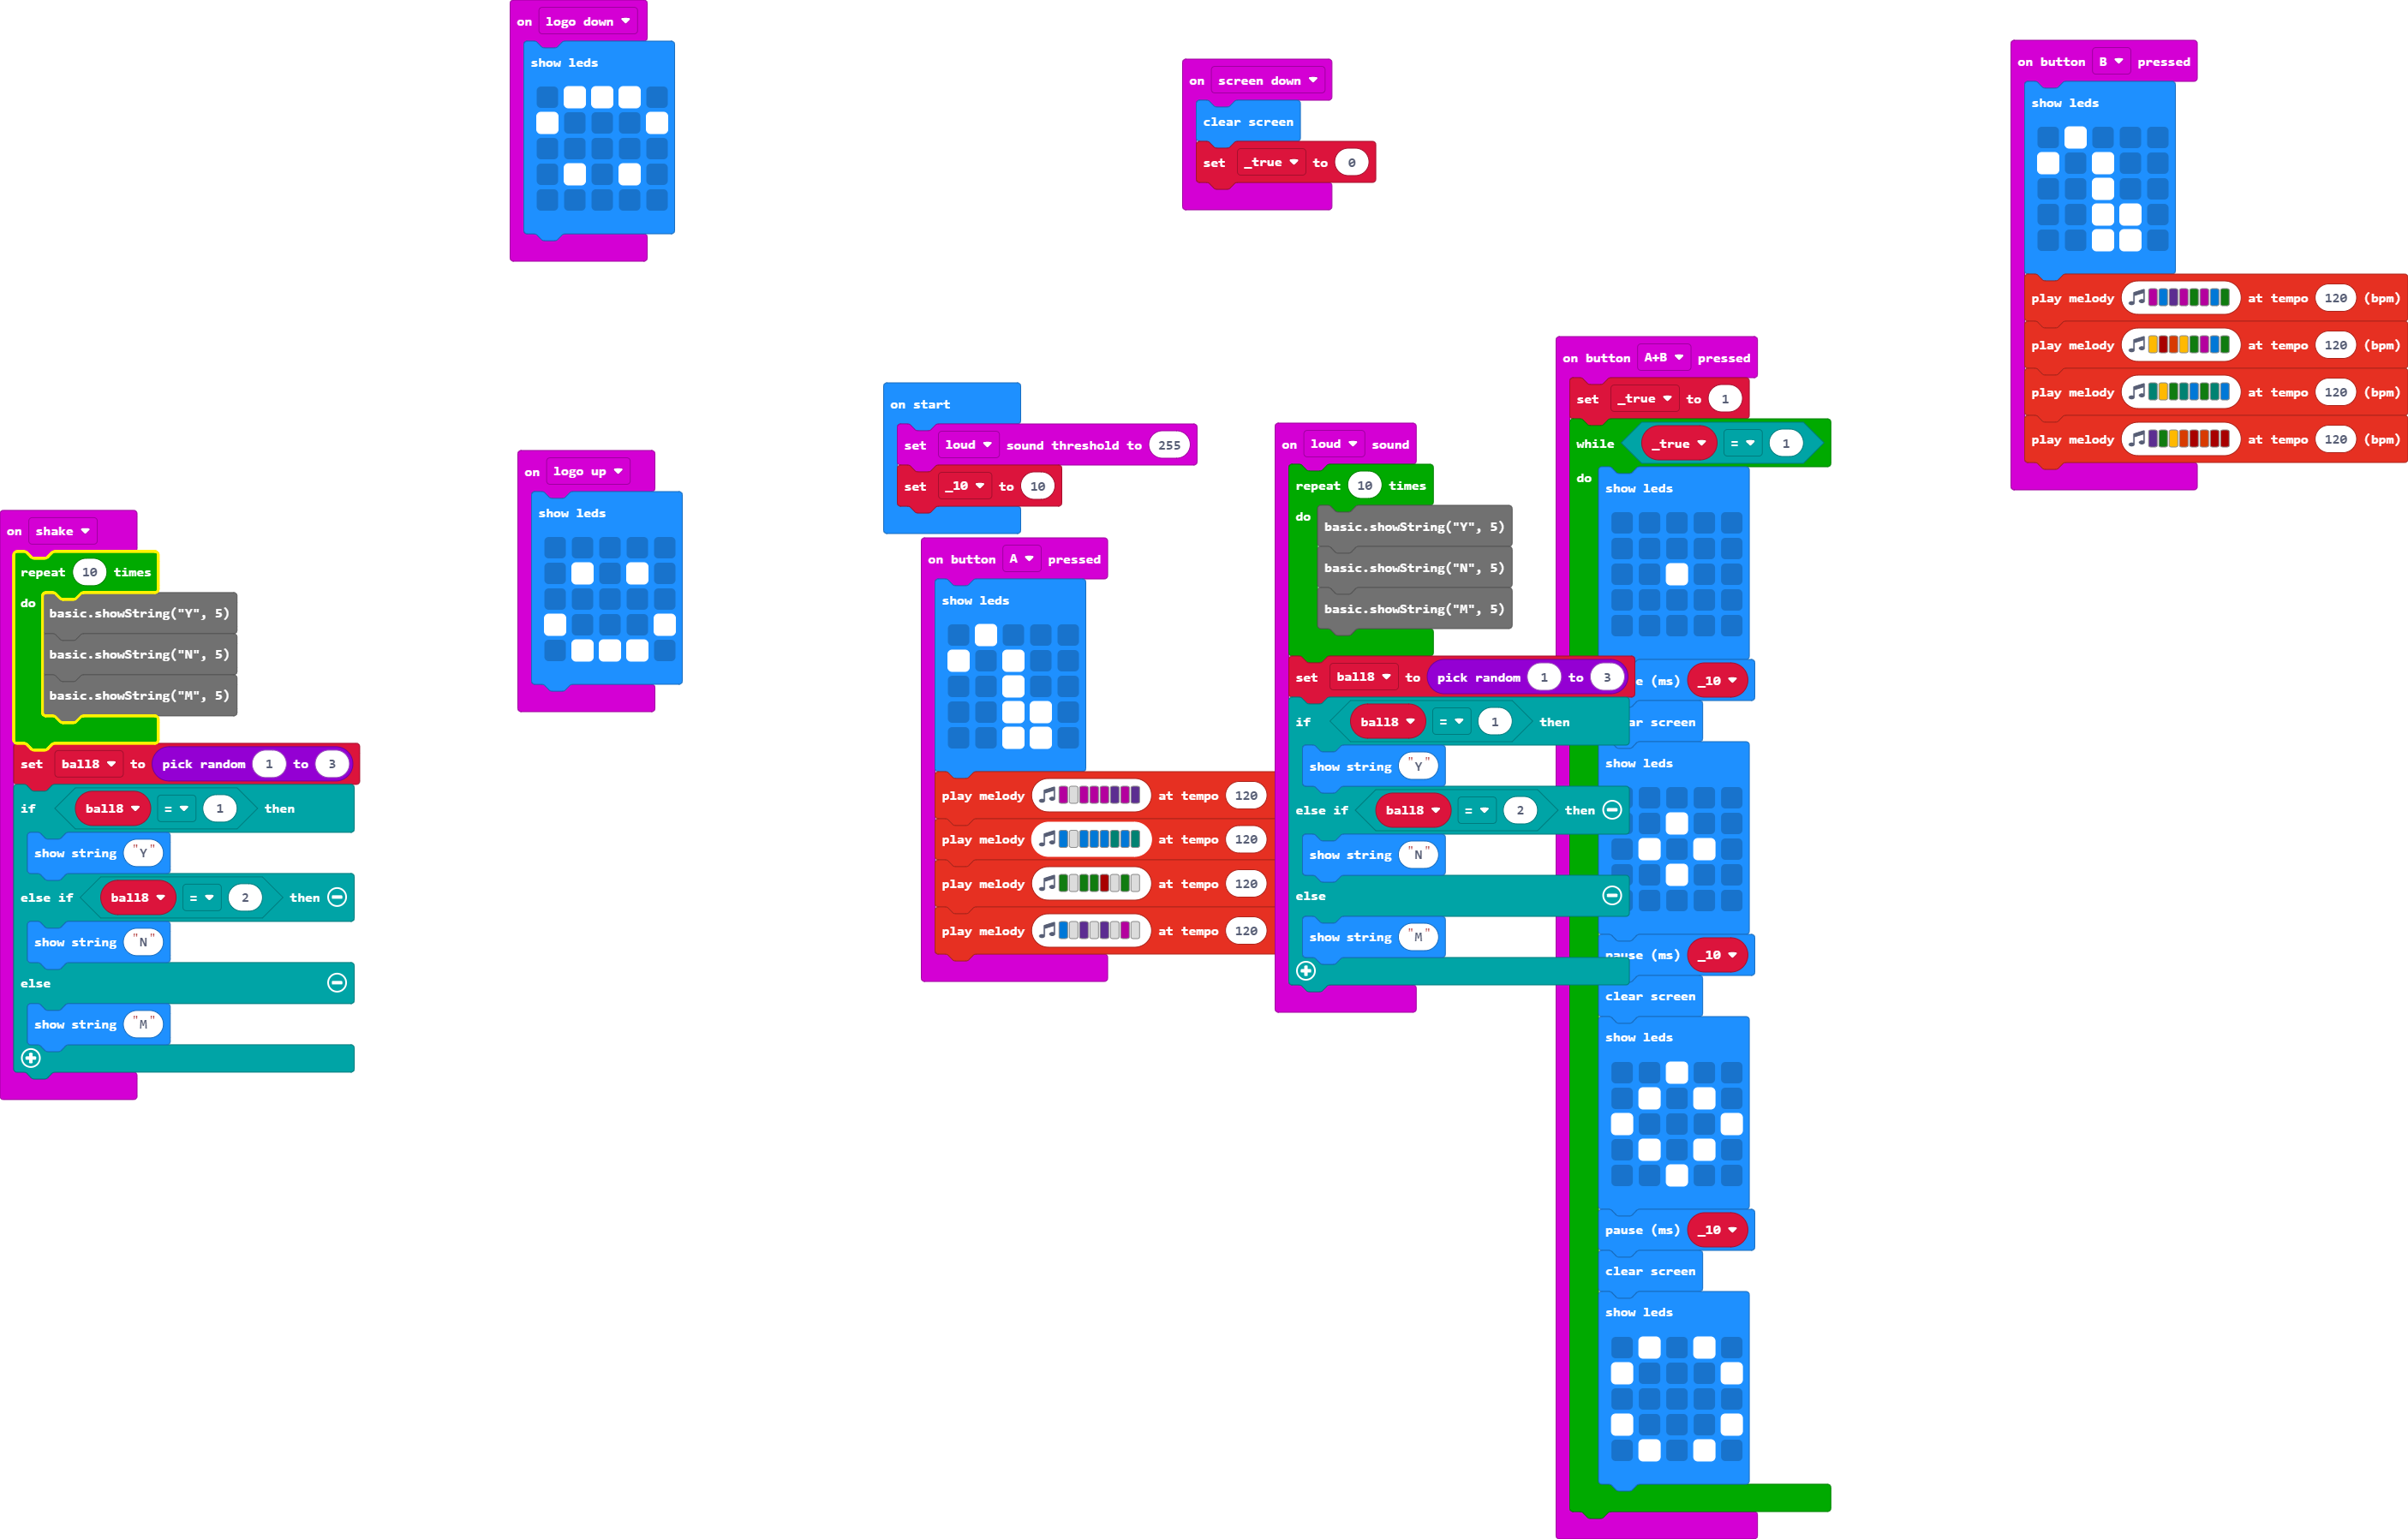 on logo down
show leds
on screen down
clear screen
set _true to 0
on button B pressed
show leds
play melody at tempo 120 (bpm)
play melody at tempo 120 (bpm)
play melody at tempo 120 (bpm)
play melody at tempo 120 (bpm)
on start
set loud sound threshold to 255
set _10 to 10
on logo up
show leds
on shake
repeat 10 times
do
basic.showString("Y", 5)
basic.showString("N", 5)
basic.showString("M", 5)
set ball8 to pick random 1 to 3
if ball8 = 1 then
show string "Y"
else if ball8 = 2 then
show string "N"
else
show string "M"
on button A pressed
show leds
play melody at tempo 120
play melody at tempo 120
play melody at tempo 120
play melody at tempo 120
on loud sound
repeat 10 times
do
basic.showString("Y", 5)
basic.showString("N", 5)
basic.showString("M", 5)
set ball8 to pick random 1 to 3
if ball8 = 1 then
show string "Y"
else if ball8 = 2 then
show string "N"
else
show string "M"
on button A+B pressed
set _true to 1
while _true = 1
do
show leds
e (ms) _10
ar screen
show leds
pause (ms) _10
clear screen
show leds
pause (ms) _10
clear screen
show leds